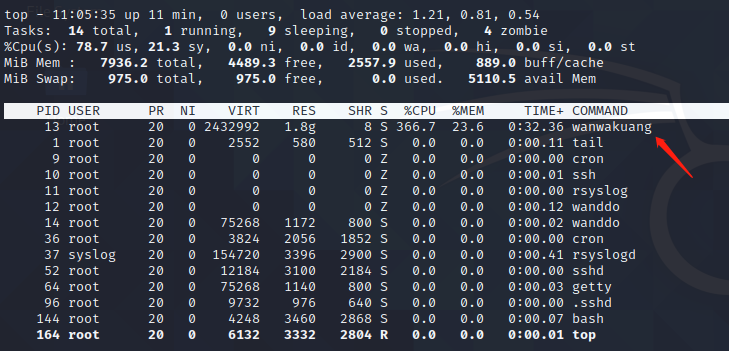 top - 11:05:35 up 11 min,  0 users,  load average: 1.21, 0.81, 0.54
Tasks:  14 total,   1 running,   9 sleeping,   0 stopped,   4 zombie
%Cpu(s): 78.7 us, 21.3 sy,  0.0 ni,  0.0 id,  0.0 wa,  0.0 hi,  0.0 si,  0.0 st
MiB Mem :   7936.2 total,   4489.3 free,   2557.9 used,    889.0 buff/cache
MiB Swap:    975.0 total,    975.0 free,      0.0 used.   5110.5 avail Mem
PID USER      PR  NI    VIRT    RES    SHR S  %CPU  %MEM     TIME+ COMMAND
13 root      20   0 2432992   1.8g      8 S 366.7  23.6   0:32.36 wanwakuang
1 root      20   0    2552    580    512 S   0.0   0.0   0:00.11 tail
9 root      20   0       0      0      0 Z   0.0   0.0   0:00.00 cron
10 root      20   0       0      0      0 Z   0.0   0.0   0:00.01 ssh
11 root      20   0       0      0      0 Z   0.0   0.0   0:00.00 rsyslog
12 root      20   0       0      0      0 Z   0.0   0.0   0:00.12 wanddo
14 root      20   0   75268   1172    800 S   0.0   0.0   0:00.02 wanddo
36 root      20   0    3824   2056   1852 S   0.0   0.0   0:00.00 cron
37 syslog    20   0  154720   3396   2900 S   0.0   0.0   0:00.41 rsyslogd
52 root      20   0   12184   3100   2184 S   0.0   0.0   0:00.00 sshd
64 root      20   0   75268   1140    800 S   0.0   0.0   0:00.03 getty
96 root      20   0    9732    976    640 S   0.0   0.0   0:00.00 .sshd
144 root      20   0    4248   3460   2868 S   0.0   0.0   0:00.07 bash
164 root      20   0    6132   3332   2804 R   0.0   0.0   0:00.01 top